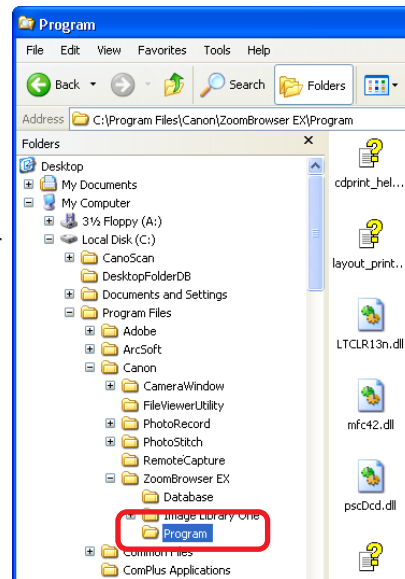 Program
File Edit View Favorites Tools Help
Back Search Folders
Address C:\Program Files\Canon\ZoomBrowser EX\Program
Folders x
Desktop
My Documents
My Computer
3½ Floppy (A:)
Local Disk (C:)
CanoScan
DesktopFolderDB
Documents and Settings
Program Files
Adobe
ArcSoft
Canon
CameraWindow
FileViewerUtility
PhotoRecord
PhotoStitch
RemoteCapture
ZoomBrowser EX
Database
Image Library One
Program
Common Files
ComPlus Applications
cdprint_hel...
layout_print...
LTCLR13n.dll
mfc42.dll
pscDcd.dll